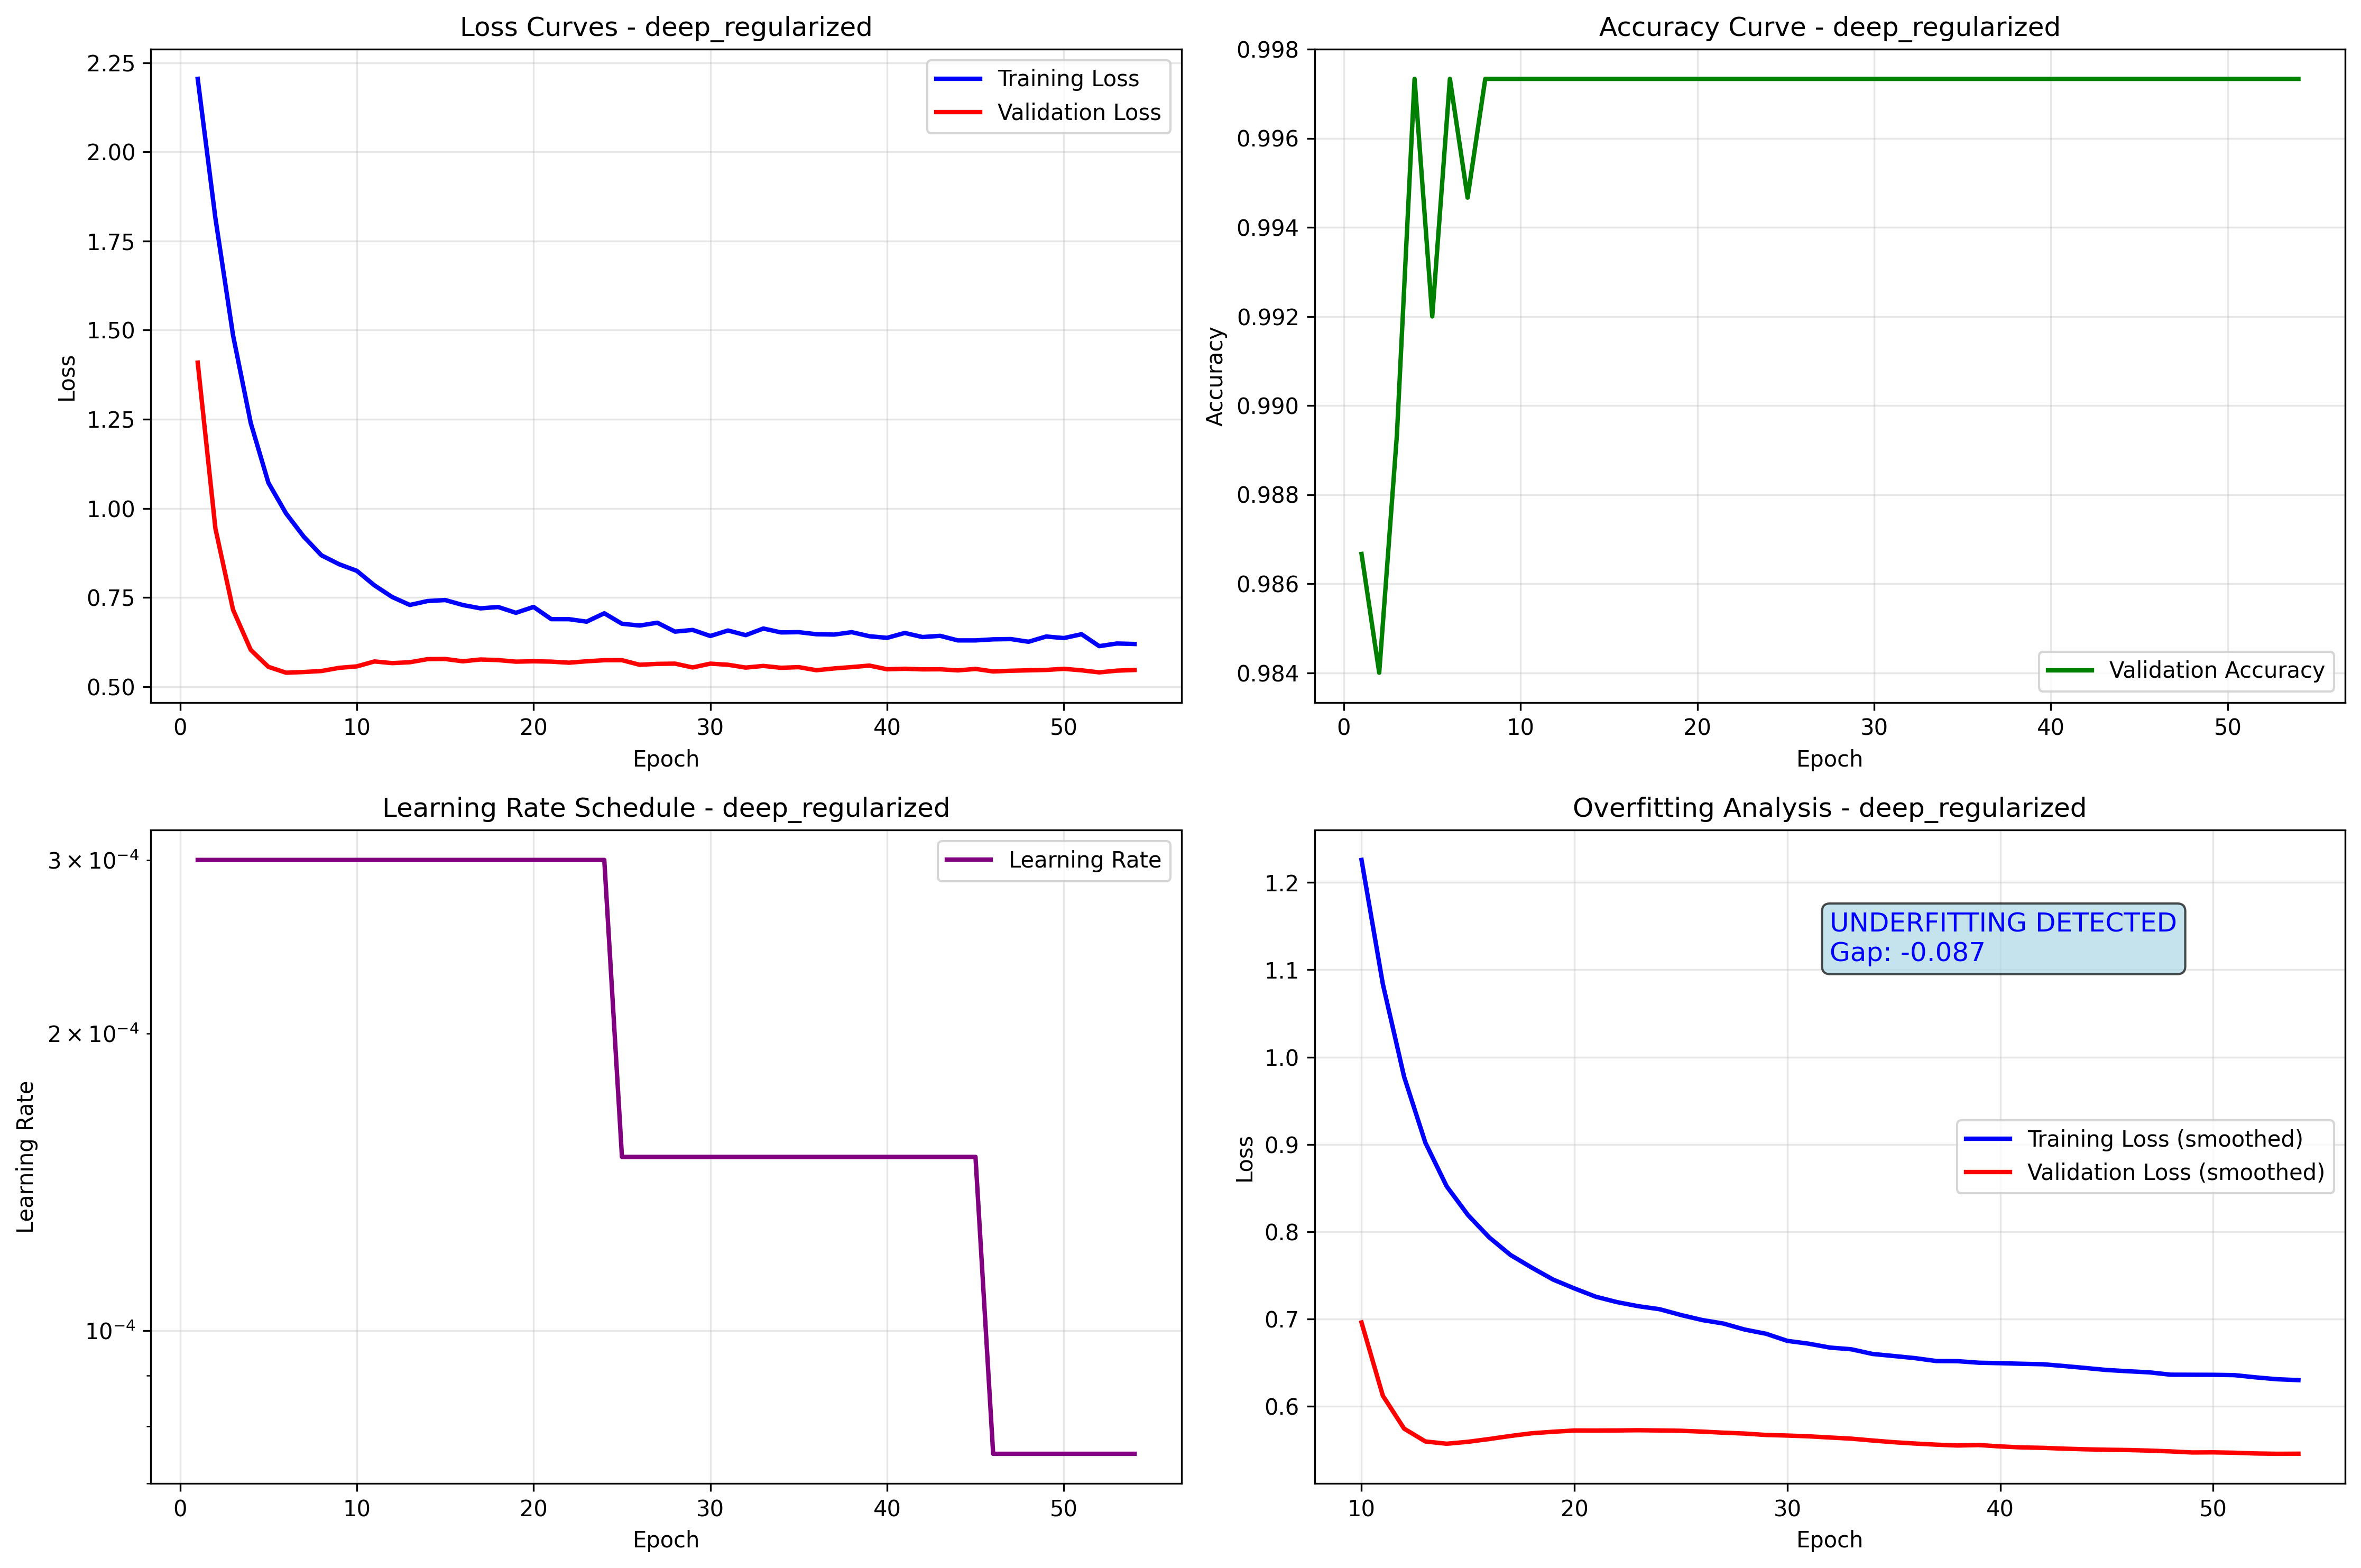 Loss Curves - deep_regularized
2.25
2.00
1.75
1.50
1.25
1.00
0.75
0.50
Loss
0 10 20 30 40 50
Epoch
Training Loss
Validation Loss
Accuracy Curve - deep_regularized
0.998
0.996
0.994
0.992
0.990
0.988
0.986
0.984
Accuracy
0 10 20 30 40 50
Epoch
Validation Accuracy
Learning Rate Schedule - deep_regularized
3 × 10⁻⁴
2 × 10⁻⁴
10⁻⁴
Learning Rate
0 10 20 30 40 50
Epoch
Learning Rate
Overfitting Analysis - deep_regularized
1.2
1.1
1.0
0.9
0.8
0.7
0.6
Loss
10 20 30 40 50
Epoch
UNDERFITTING DETECTED
Gap: -0.087
Training Loss (smoothed)
Validation Loss (smoothed)